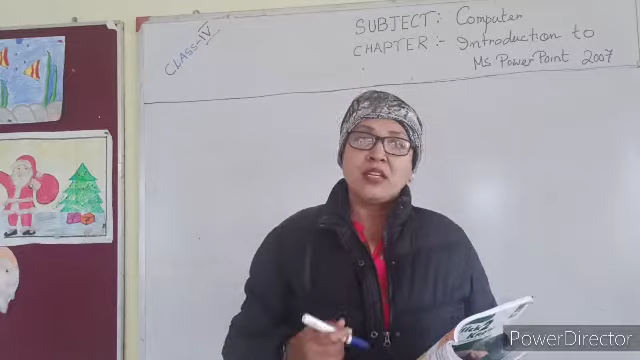 CLASS-IV
SUBJECT: Computer
CHAPTER:- Introduction to
MS PowerPoint 2007
PowerDirector